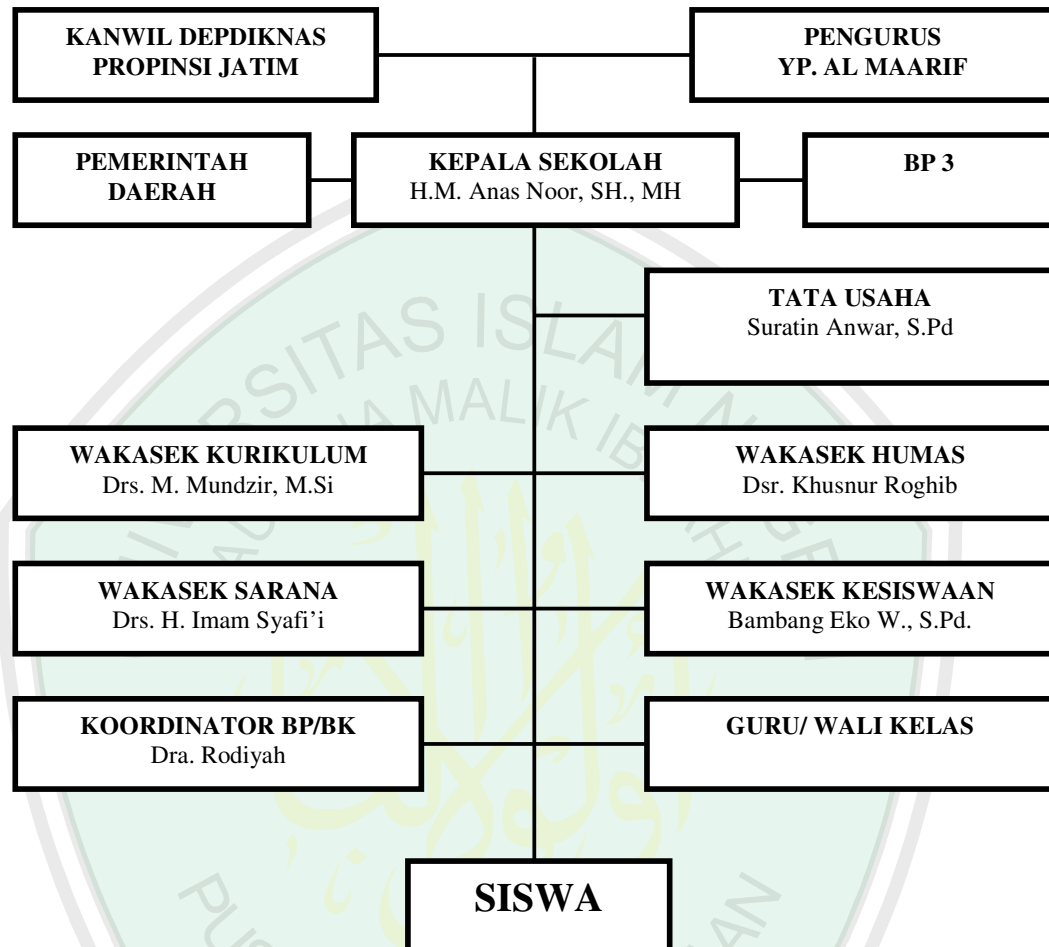 KANWIL DEPDIKNAS
PROPINSI JATIM
PENGURUS
YP. AL MAARIF
PEMERINTAH
DAERAH
KEPALA SEKOLAH
H.M. Anas Noor, SH., MH
BP 3
TATA USAHA
Suratin Anwar, S.Pd
WAKASEK KURIKULUM
Drs. M. Mundzir, M.Si
WAKASEK HUMAS
Dsr. Khusnur Roghib
WAKASEK SARANA
Drs. H. Imam Syafi’i
WAKASEK KESISWAAN
Bambang Eko W., S.Pd.
KOORDINATOR BP/BK
Dra. Rodiyah
GURU/ WALI KELAS
SISWA